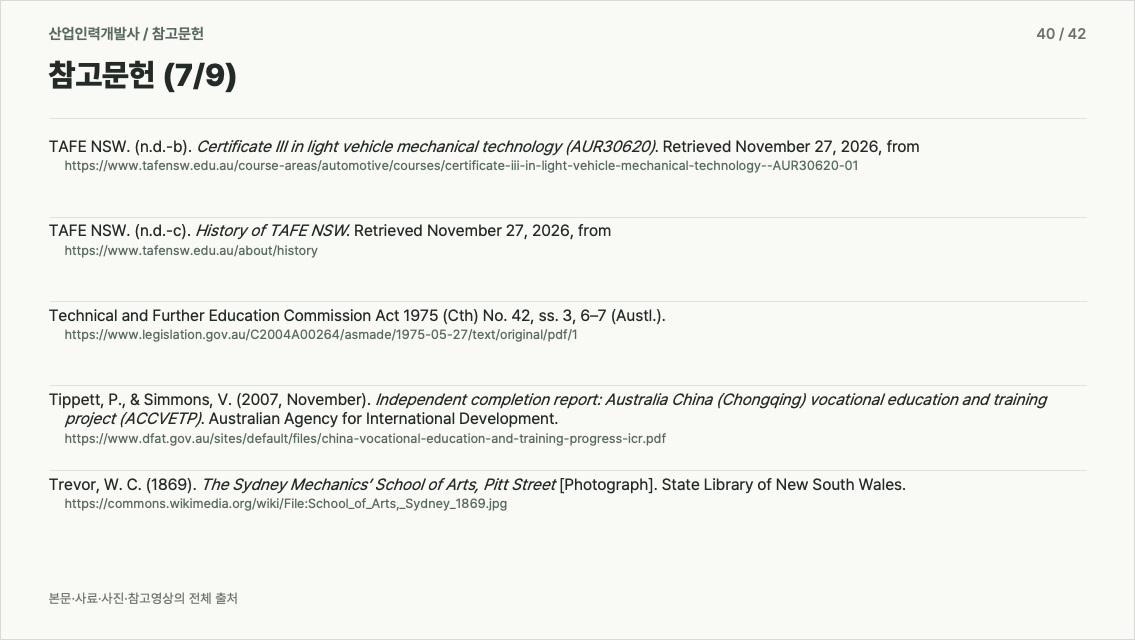 산업인력개발사 / 참고문헌
40 / 42
참고문헌 (7/9)
TAFE NSW. (n.d.-b). Certificate III in light vehicle mechanical technology (AUR30620). Retrieved November 27, 2026, from
https://www.tafensw.edu.au/course-areas/automotive/courses/certificate-iii-in-light-vehicle-mechanical-technology--AUR30620-01
TAFE NSW. (n.d.-c). History of TAFE NSW. Retrieved November 27, 2026, from
https://www.tafensw.edu.au/about/history
Technical and Further Education Commission Act 1975 (Cth) No. 42, ss. 3, 6–7 (Austl.).
https://www.legislation.gov.au/C2004A00264/asmade/1975-05-27/text/original/pdf/1
Tippett, P., & Simmons, V. (2007, November). Independent completion report: Australia China (Chongqing) vocational education and training
project (ACCVETP). Australian Agency for International Development.
https://www.dfat.gov.au/sites/default/files/china-vocational-education-and-training-progress-icr.pdf
Trevor, W. C. (1869). The Sydney Mechanics’ School of Arts, Pitt Street [Photograph]. State Library of New South Wales.
https://commons.wikimedia.org/wiki/File:School_of_Arts,_Sydney_1869.jpg
본문·사료·사진·참고영상의 전체 출처